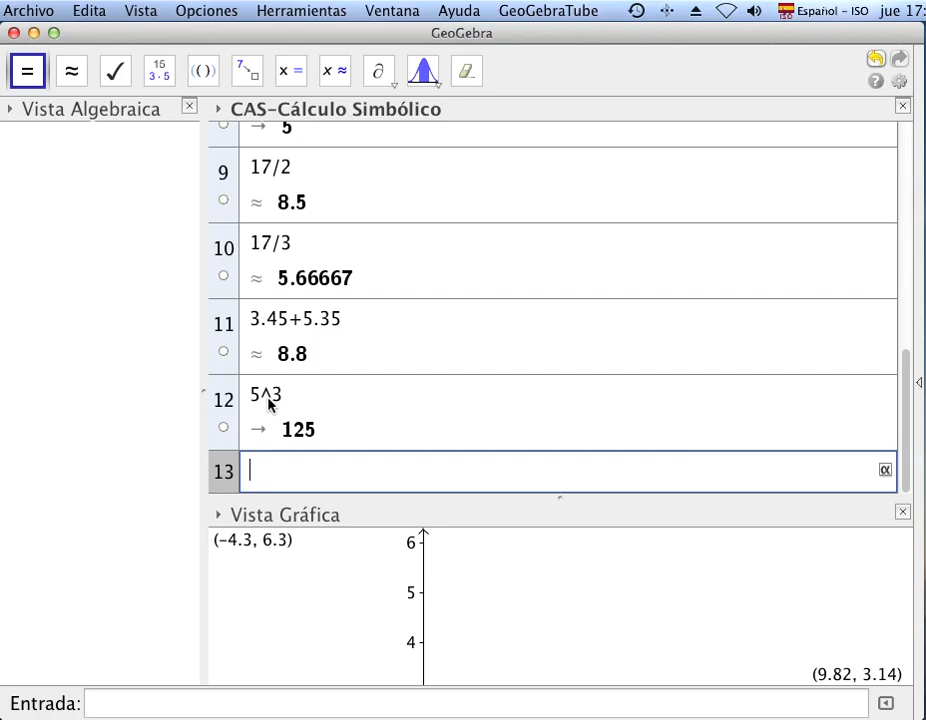 Archivo Edita Vista Opciones Herramientas Ventana Ayuda GeoGebraTube Español – ISO jue 17:
GeoGebra
= ≈ ✓ 15 3·5 ( ) 7 x = x ≈ ∂
Vista Algebraica
CAS–Cálculo Simbólico
→ 5
9 17/2
≈ 8.5
10 17/3
≈ 5.66667
11 3.45+5.35
≈ 8.8
12 5^3
→ 125
13 α
Vista Gráfica
(–4.3, 6.3)
6
5
4
(9.82, 3.14)
Entrada: